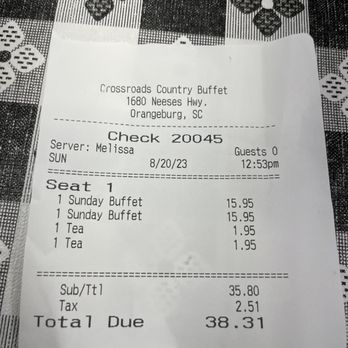 Crossroads Country Buffet
1680 Neeses Hwy.
Orangeburg, SC
Check 20045
Server: Melissa Guests 0
SUN 8/20/23 12:53pm
Seat 1
1 Sunday Buffet 15.95
1 Sunday Buffet 15.95
1 Tea 1.95
1 Tea 1.95
Sub/Ttl 35.80
Tax 2.51
Total Due 38.31